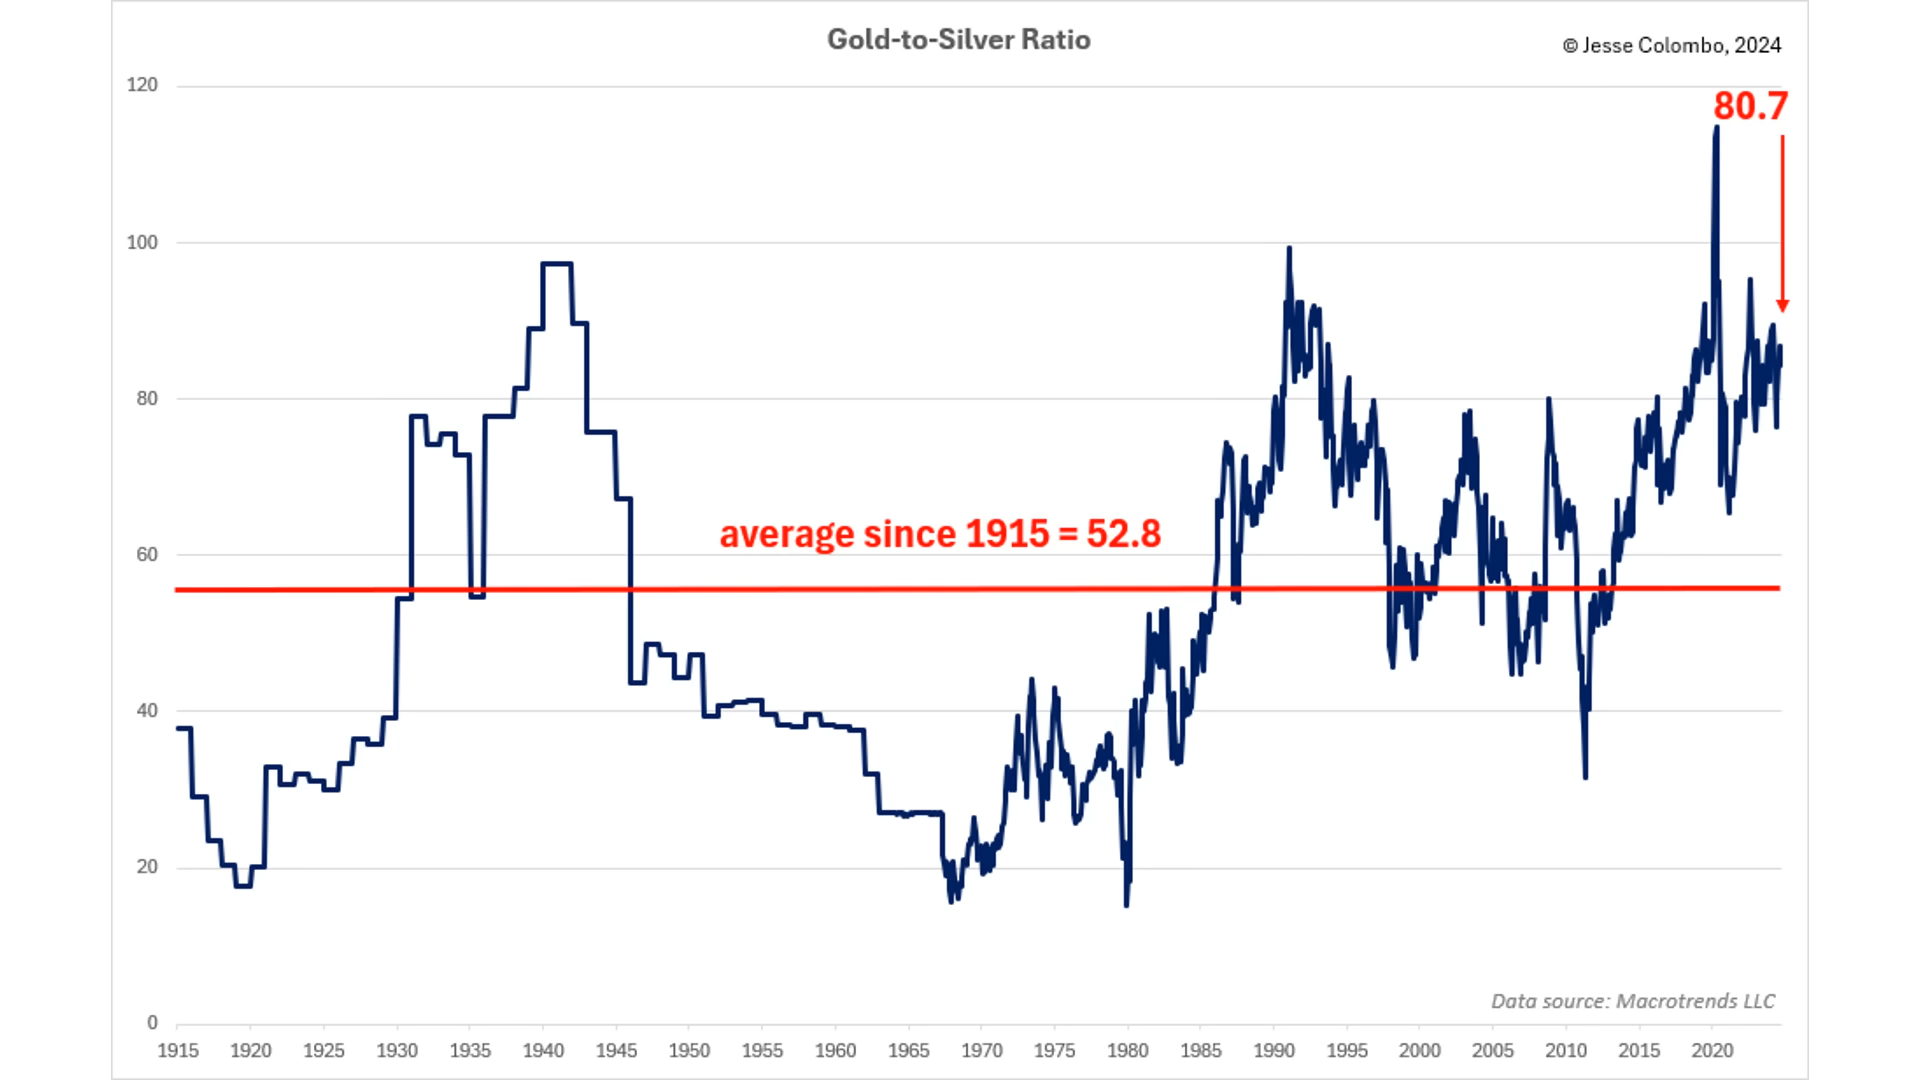 Gold-to-Silver Ratio
© Jesse Colombo, 2024
120
80.7
100
80
average since 1915 = 52.8
60
40
20
Data source: Macrotrends LLC
0
1915 1920 1925 1930 1935 1940 1945 1950 1955 1960 1965 1970 1975 1980 1985 1990 1995 2000 2005 2010 2015 2020